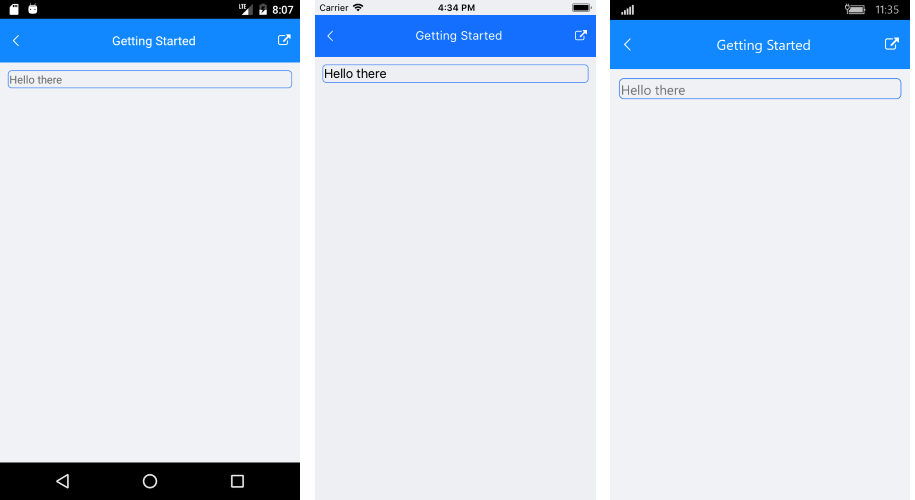 LTE 8:07
Getting Started
Hello there
Carrier 4:34 PM
Getting Started
Hello there
11:35
Getting Started
Hello there